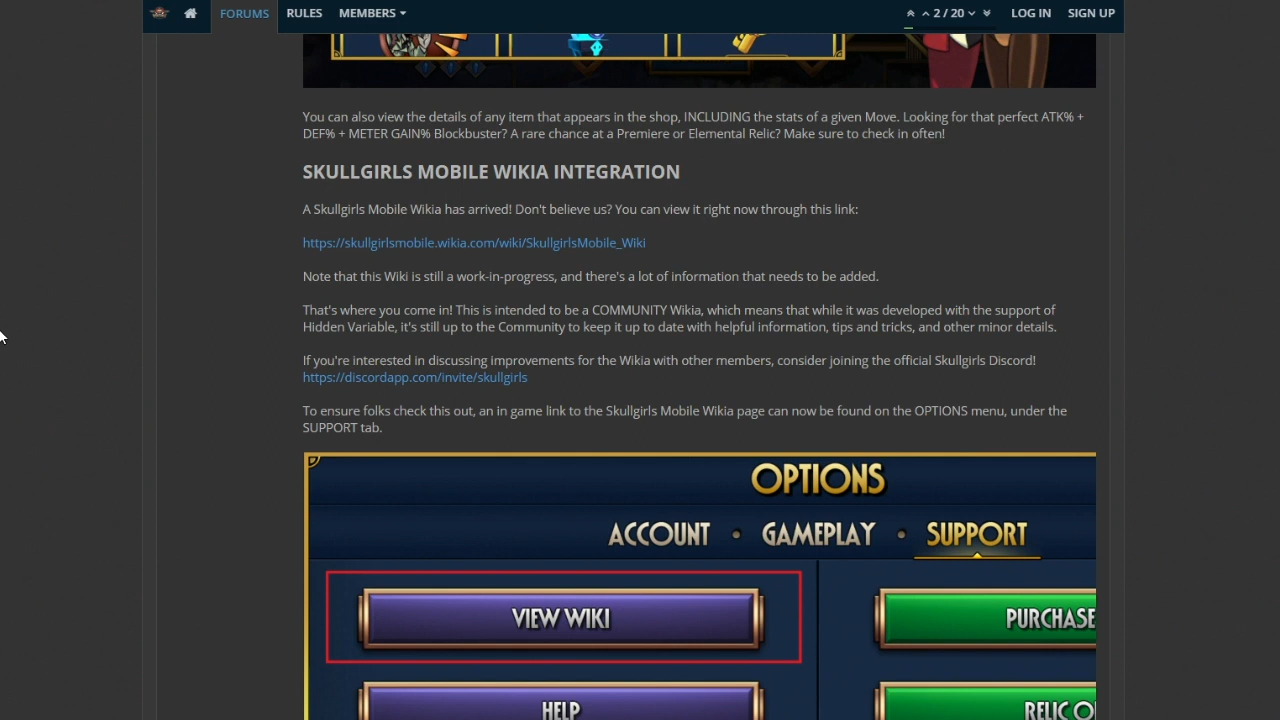 FORUMS RULES MEMBERS 2 / 20 LOG IN SIGN UP
You can also view the details of any item that appears in the shop, INCLUDING the stats of a given Move. Looking for that perfect ATK% +
DEF% + METER GAIN% Blockbuster? A rare chance at a Premiere or Elemental Relic? Make sure to check in often!
SKULLGIRLS MOBILE WIKIA INTEGRATION
A Skullgirls Mobile Wikia has arrived! Don't believe us? You can view it right now through this link:
https://skullgirlsmobile.wikia.com/wiki/SkullgirlsMobile_Wiki
Note that this Wiki is still a work-in-progress, and there's a lot of information that needs to be added.
That's where you come in! This is intended to be a COMMUNITY Wikia, which means that while it was developed with the support of
Hidden Variable, it's still up to the Community to keep it up to date with helpful information, tips and tricks, and other minor details.
If you're interested in discussing improvements for the Wikia with other members, consider joining the official Skullgirls Discord!
https://discordapp.com/invite/skullgirls
To ensure folks check this out, an in game link to the Skullgirls Mobile Wikia page can now be found on the OPTIONS menu, under the
SUPPORT tab.
OPTIONS
ACCOUNT • GAMEPLAY • SUPPORT
VIEW WIKI PURCHASE
HELP RELIC O